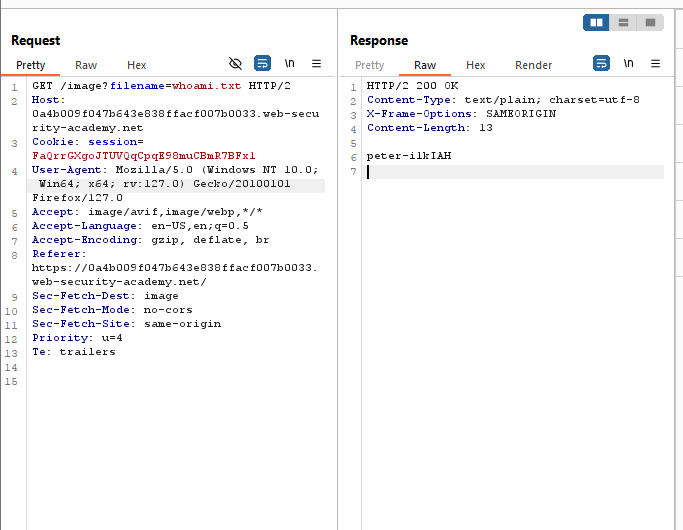 Request
Pretty Raw Hex \n
1 GET /image?filename=whoami.txt HTTP/2
2 Host:
0a4b009f047b643e838ffacf007b0033.web-secu
rity-academy.net
3 Cookie: session=
FaQrrGXgoJTUVQqCpqE98muCBmR7BFxl
4 User-Agent: Mozilla/5.0 (Windows NT 10.0;
Win64; x64; rv:127.0) Gecko/20100101
Firefox/127.0
5 Accept: image/avif,image/webp,*/*
6 Accept-Language: en-US,en;q=0.5
7 Accept-Encoding: gzip, deflate, br
8 Referer:
https://0a4b009f047b643e838ffacf007b0033.
web-security-academy.net/
9 Sec-Fetch-Dest: image
10 Sec-Fetch-Mode: no-cors
11 Sec-Fetch-Site: same-origin
12 Priority: u=4
13 Te: trailers
14
15
Response
Pretty Raw Hex Render \n
1 HTTP/2 200 OK
2 Content-Type: text/plain; charset=utf-8
3 X-Frame-Options: SAMEORIGIN
4 Content-Length: 13
5
6 peter-ilkIAH
7